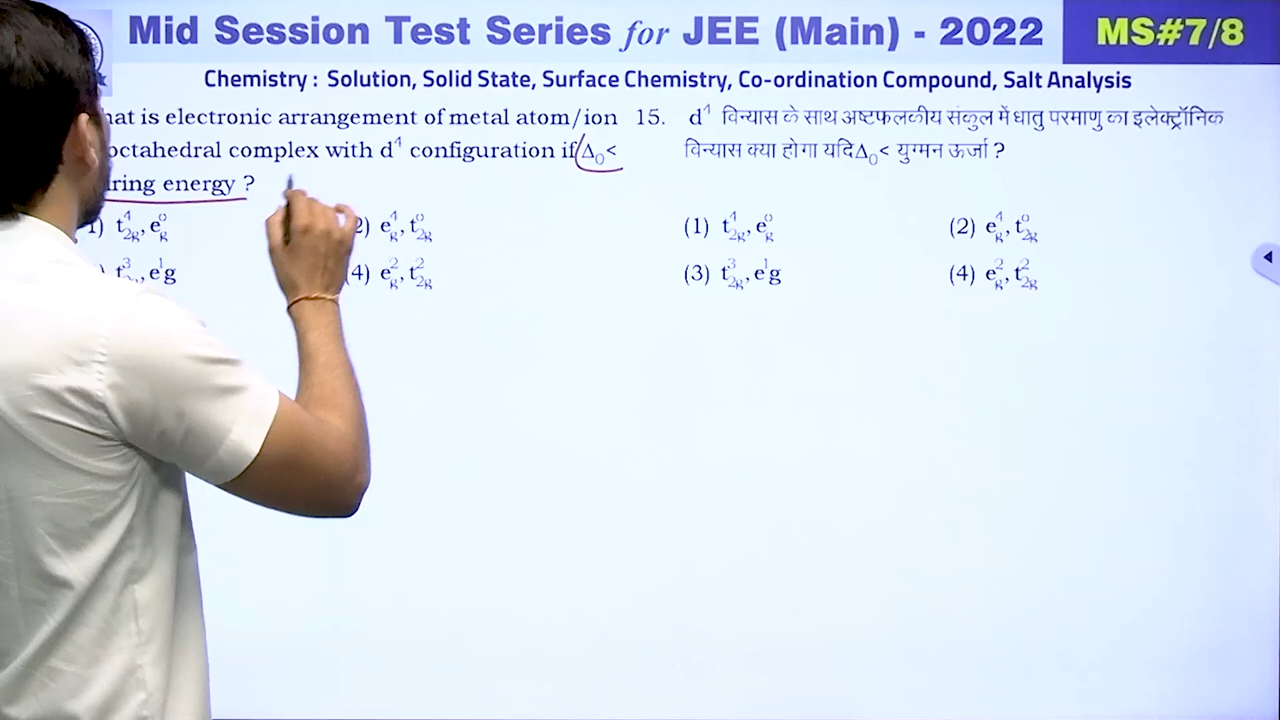 Mid Session Test Series for JEE (Main) - 2022
MS#7/8
Chemistry : Solution, Solid State, Surface Chemistry, Co-ordination Compound, Salt Analysis
hat is electronic arrangement of metal atom/ion
octahedral complex with d⁴ configuration if Δ₀<
ring energy ?
1) t₂g⁴, eg⁰
2) eg⁴, t₂g⁰
) t³, e¹g
(4) eg², t₂g²
15. d⁴ विन्यास के साथ अष्टफलकीय संकुल में धातु परमाणु का इलेक्ट्रॉनिक
विन्यास क्या होगा यदि Δ₀< युग्मन ऊर्जा ?
(1) t₂g⁴, eg⁰
(2) eg⁴, t₂g⁰
(3) t₂g³, e¹g
(4) eg², t₂g²